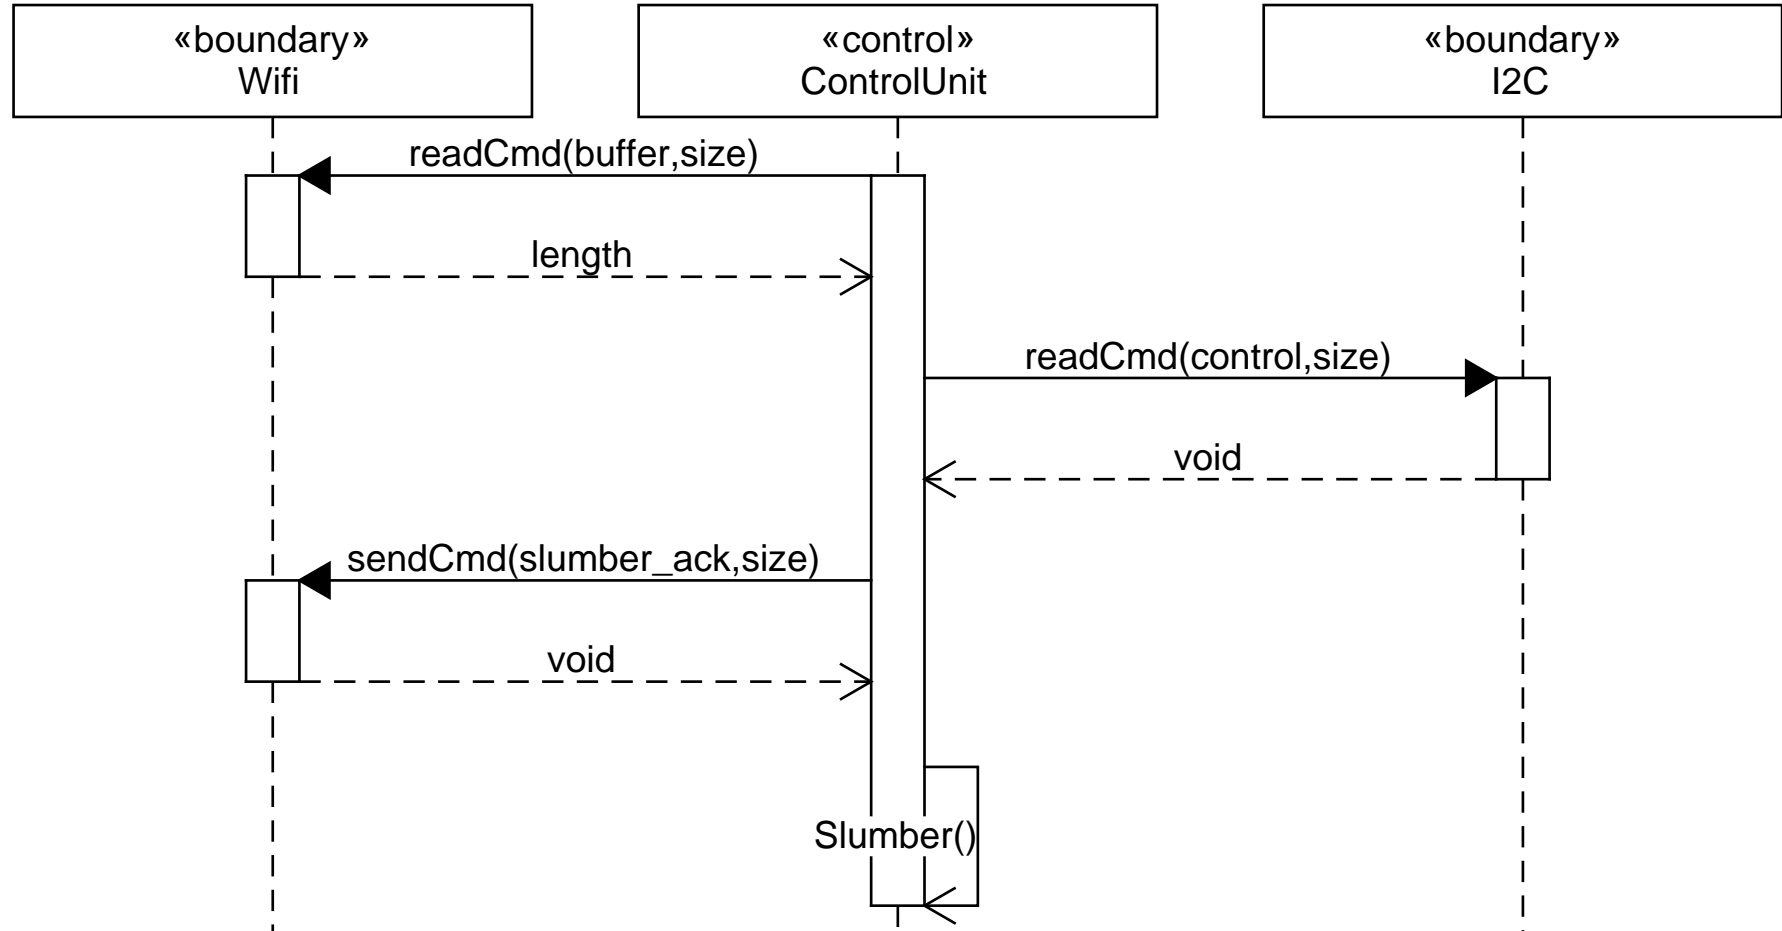 «boundary»
Wifi
«control»
ControlUnit
«boundary»
I2C
readCmd(buffer,size)
length
readCmd(control,size)
void
sendCmd(slumber_ack,size)
void
Slumber()